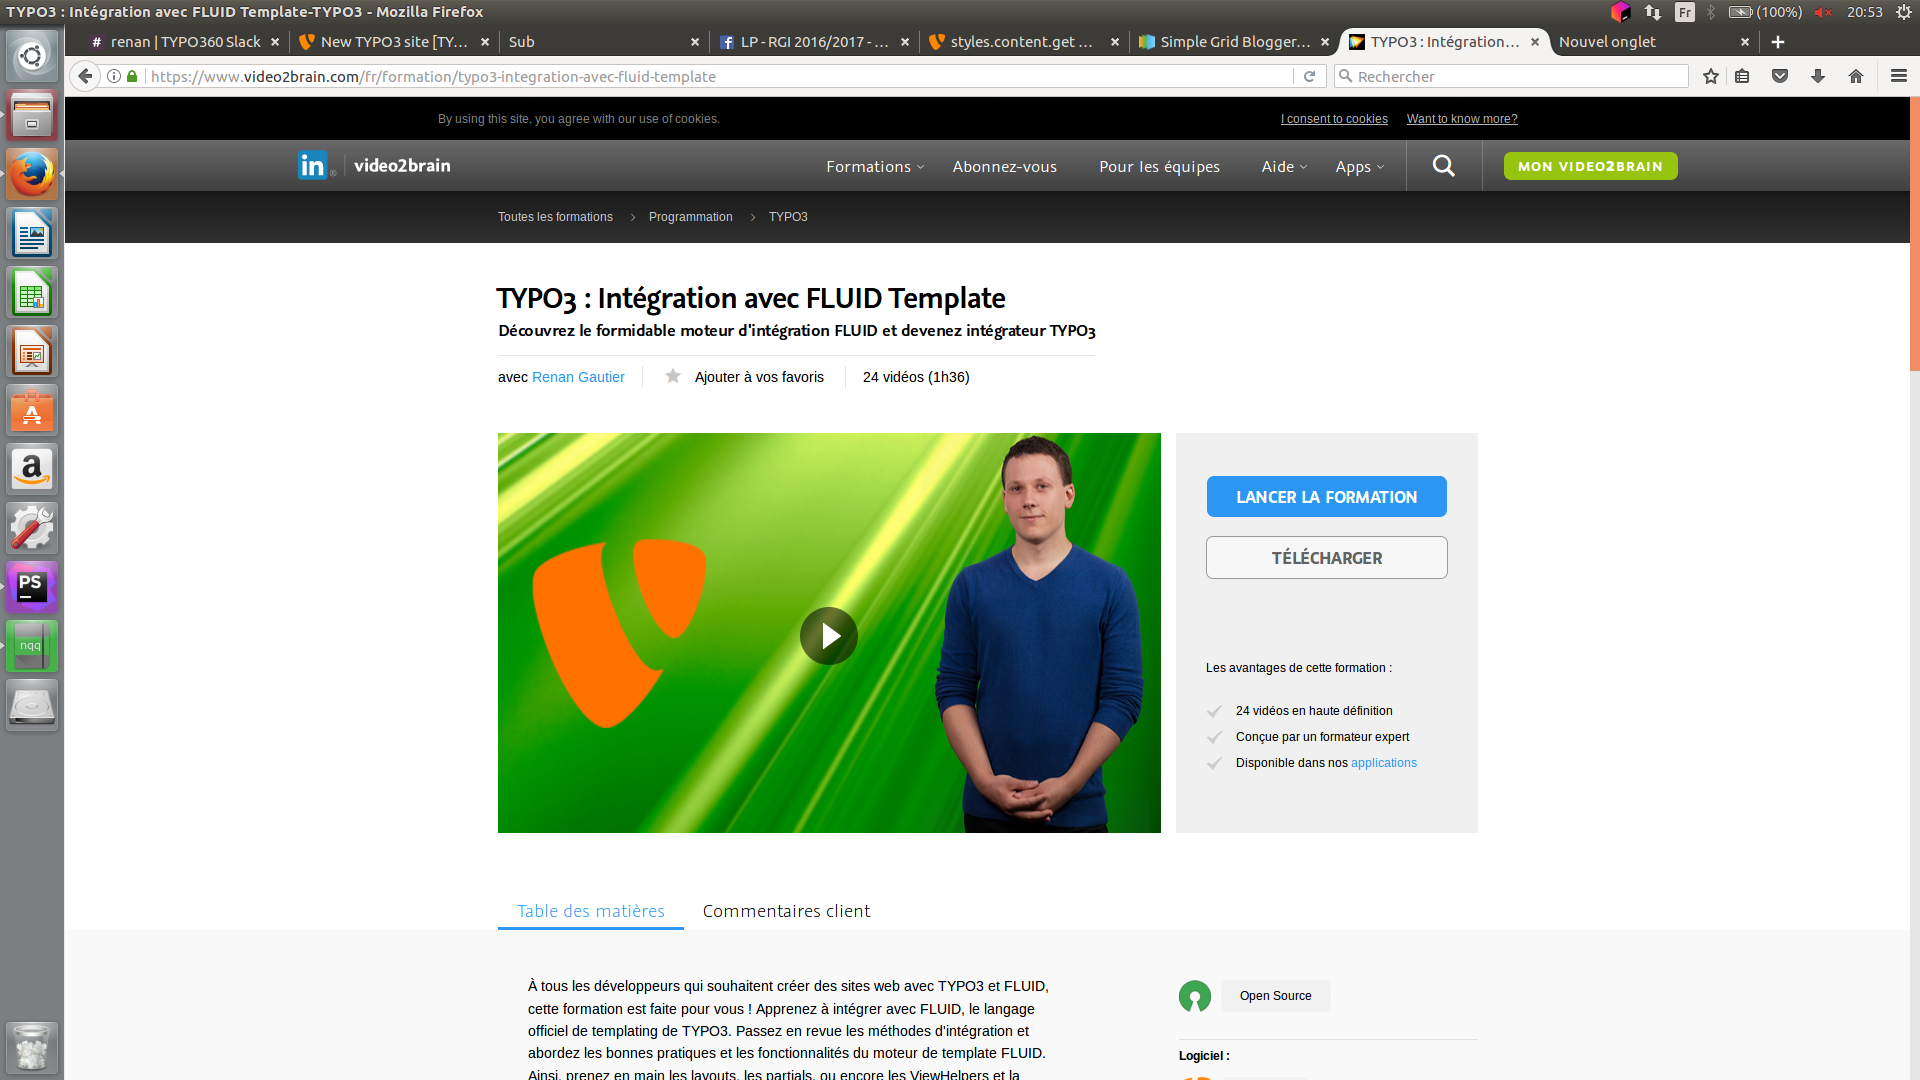 TYPO3 : Intégration avec FLUID Template-TYPO3 - Mozilla Firefox
Fr
(100%)
20:53
# renan | TYPO360 Slack
New TYPO3 site [TY...
Sub
LP - RGI 2016/2017 - ...
styles.content.get ...
Simple Grid Blogger...
TYPO3 : Intégration...
Nouvel onglet
https://www.video2brain.com/fr/formation/typo3-integration-avec-fluid-template
Rechercher
By using this site, you agree with our use of cookies.
I consent to cookies
Want to know more?
in
video2brain
Formations
Abonnez-vous
Pour les équipes
Aide
Apps
MON VIDEO2BRAIN
Toutes les formations > Programmation > TYPO3
TYPO3 : Intégration avec FLUID Template
Découvrez le formidable moteur d'intégration FLUID et devenez intégrateur TYPO3
avec Renan Gautier
Ajouter à vos favoris
24 vidéos (1h36)
LANCER LA FORMATION
TÉLÉCHARGER
Les avantages de cette formation :
24 vidéos en haute définition
Conçue par un formateur expert
Disponible dans nos applications
a
PS
nqq
Table des matières
Commentaires client
À tous les développeurs qui souhaitent créer des sites web avec TYPO3 et FLUID,
cette formation est faite pour vous ! Apprenez à intégrer avec FLUID, le langage
officiel de templating de TYPO3. Passez en revue les méthodes d'intégration et
abordez les bonnes pratiques et les fonctionnalités du moteur de template FLUID.
Ainsi, prenez en main les layouts, les partials, ou encore les ViewHelpers et la
Open Source
Logiciel :